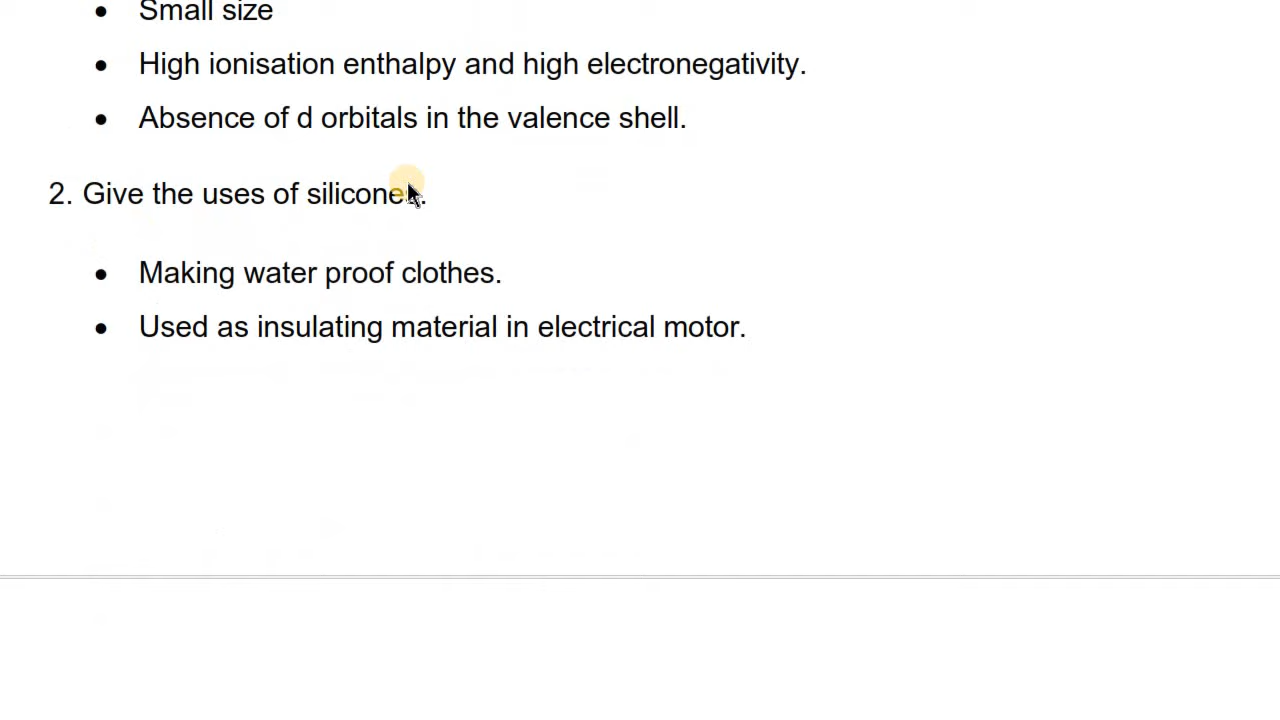 • Small size
• High ionisation enthalpy and high electronegativity.
• Absence of d orbitals in the valence shell.
2. Give the uses of silicones.
• Making water proof clothes.
• Used as insulating material in electrical motor.